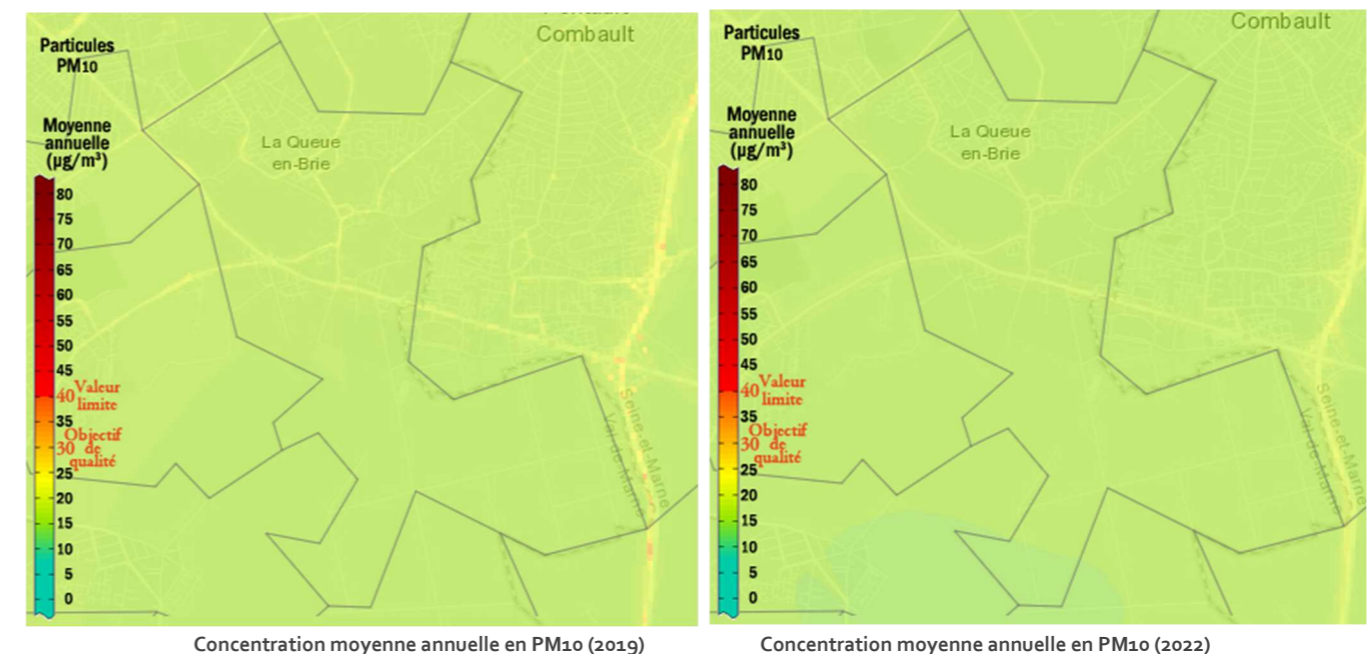 Combault
Particules
PM10
Moyenne
annuelle
(µg/m³)
La Queue
en-Brie
80
75
70
65
60
55
50
45
40 Valeur
limite
35
Objectif
30 de
qualité
25
20
15
10
5
0
Seine-et-Marne
Val-de-Marne
Concentration moyenne annuelle en PM10 (2019)
Combault
Particules
PM10
Moyenne
annuelle
(µg/m³)
La Queue
en-Brie
80
75
70
65
60
55
50
45
40 Valeur
limite
35
Objectif
30 de
qualité
25
20
15
10
5
0
Seine-et-Marne
Val-de-Marne
Concentration moyenne annuelle en PM10 (2022)